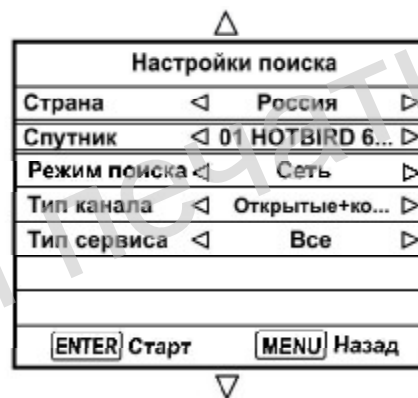 Настройки поиска
Страна ◁ Россия ▷
Спутник ◁ 01 HOTBIRD 6... ▷
Режим поиска ◁ Сеть ▷
Тип канала ◁ Открытые+ко... ▷
Тип сервиса ◁ Все ▷
ENTER Старт MENU Назад